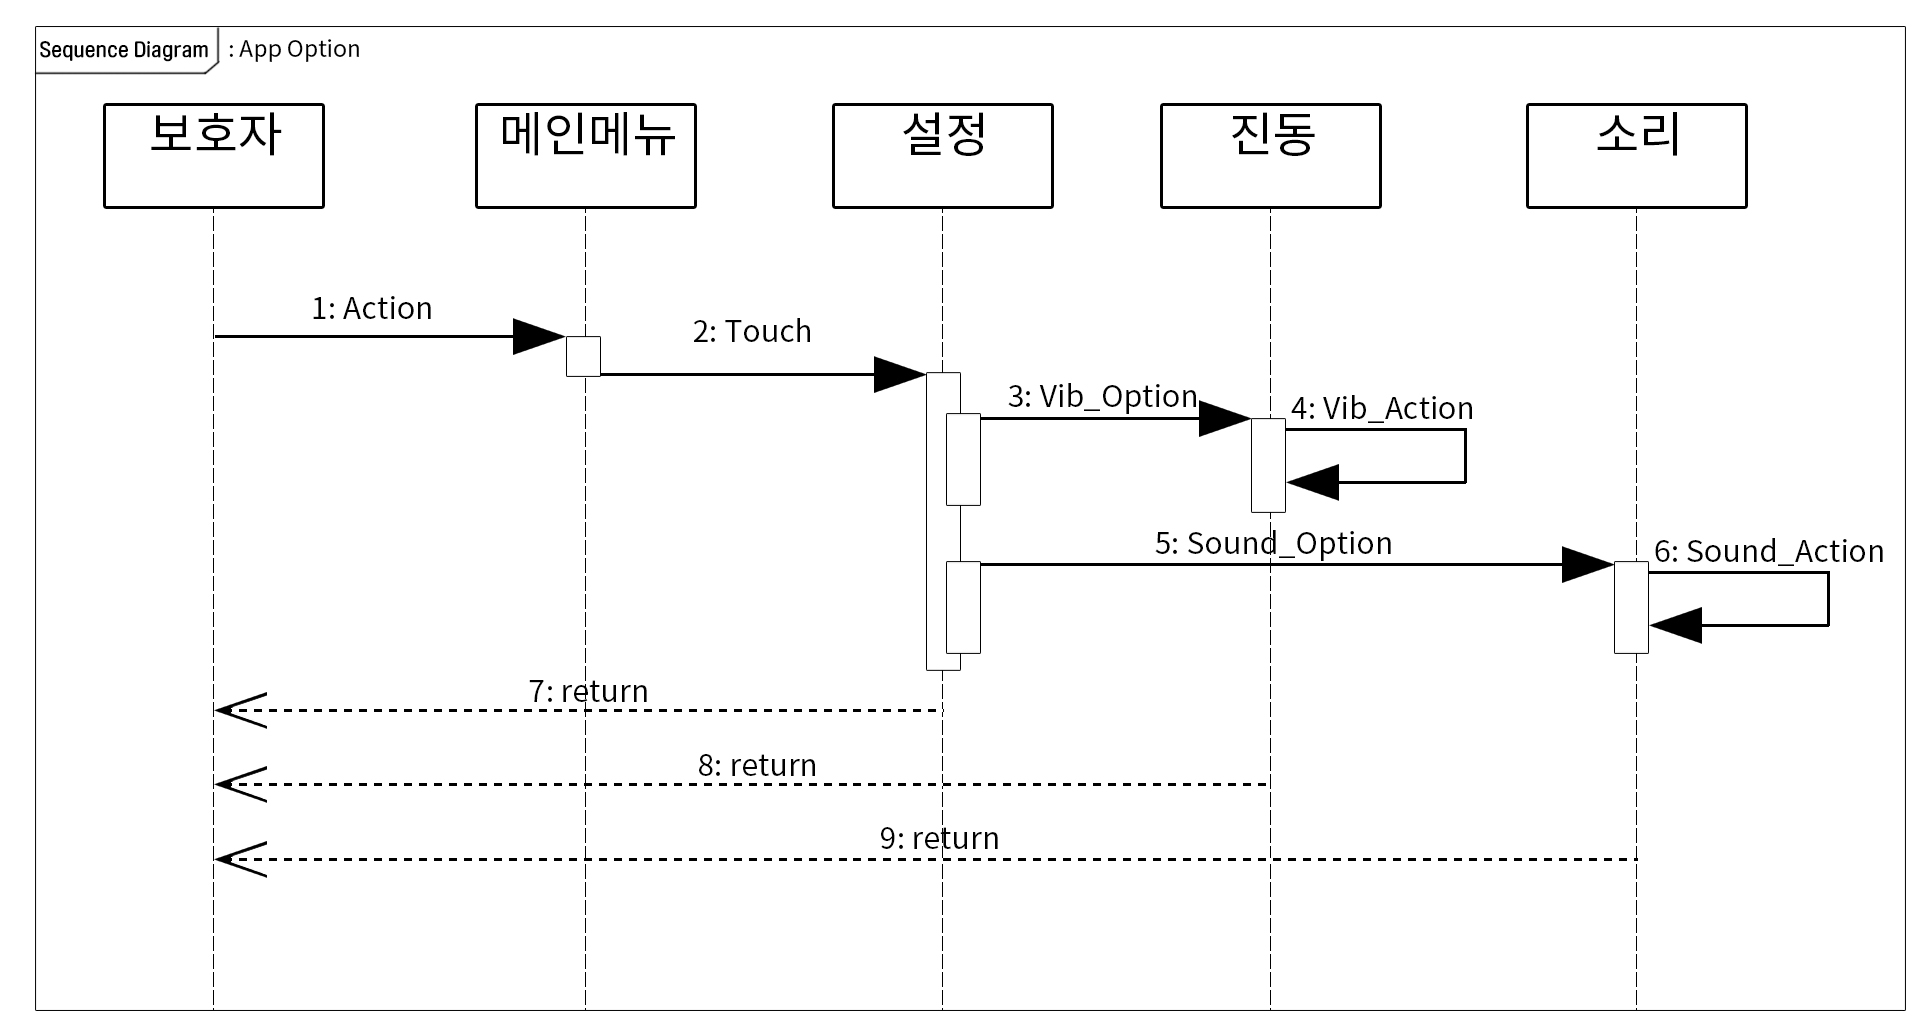 Sequence Diagram : App Option
보호자 메인메뉴 설정 진동 소리
1: Action
2: Touch
3: Vib_Option
4: Vib_Action
5: Sound_Option
6: Sound_Action
7: return
8: return
9: return